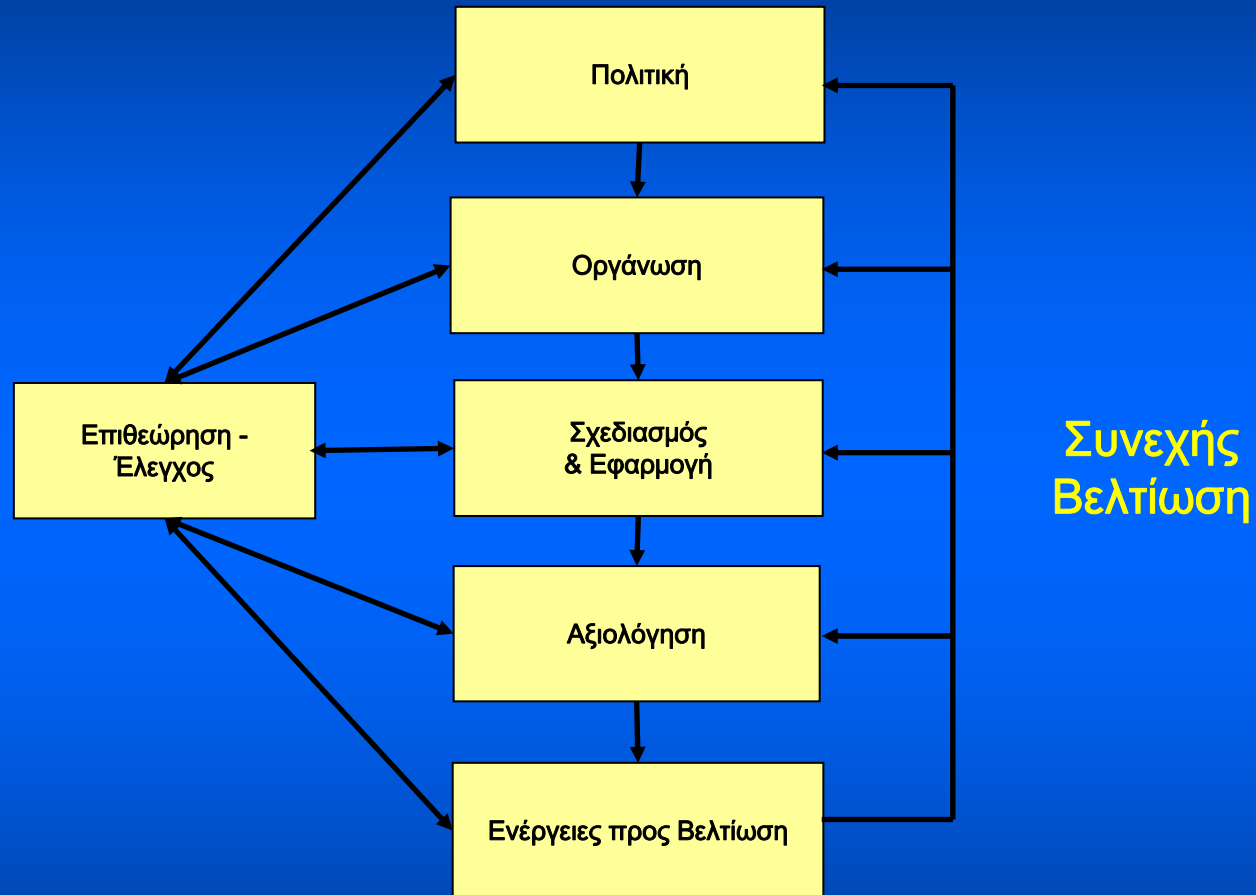 Πολιτική
Οργάνωση
Επιθεώρηση -
Έλεγχος
Σχεδιασμός
& Εφαρμογή
Συνεχής
Βελτίωση
Αξιολόγηση
Ενέργειες προς Βελτίωση